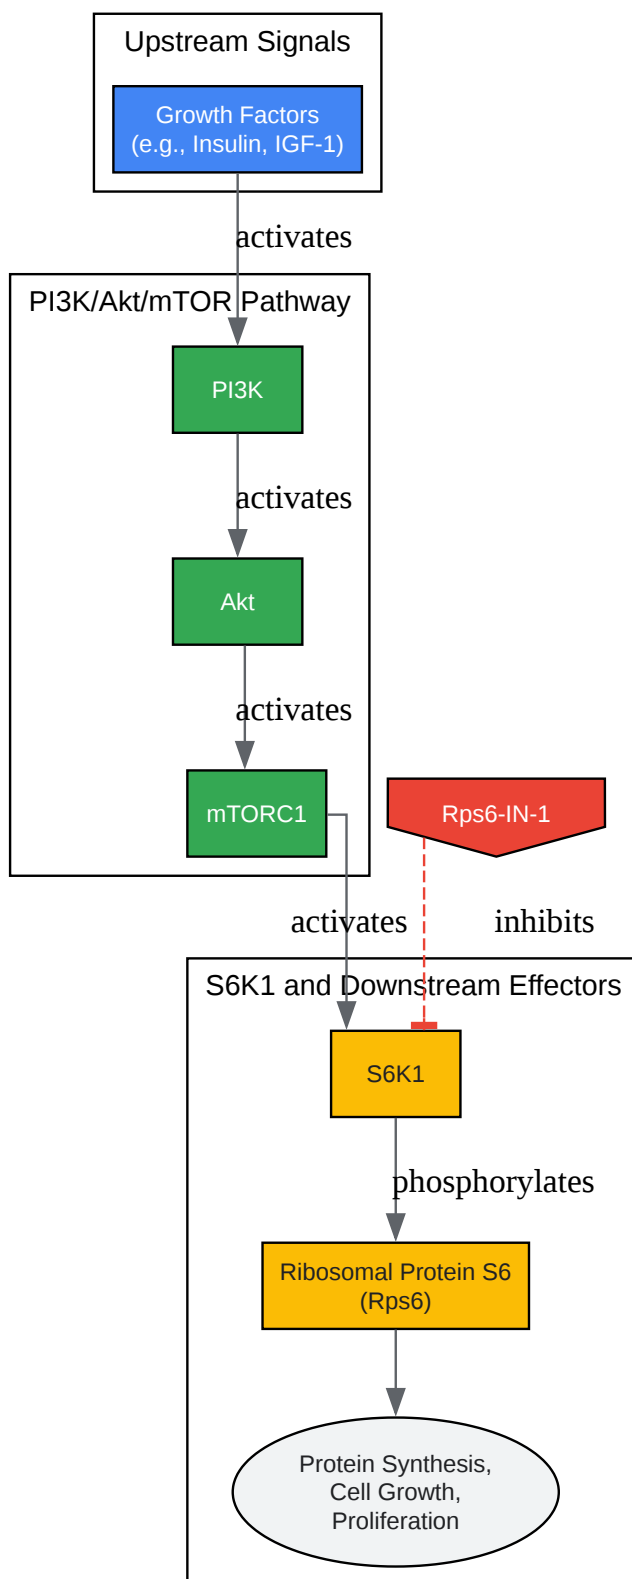 Upstream Signals
Growth Factors
(e.g., Insulin, IGF-1)
activates
PI3K/Akt/mTOR Pathway
PI3K
activates
Akt
activates
mTORC1
Rps6-IN-1
activates
inhibits
S6K1 and Downstream Effectors
S6K1
phosphorylates
Ribosomal Protein S6
(Rps6)
Protein Synthesis,
Cell Growth,
Proliferation